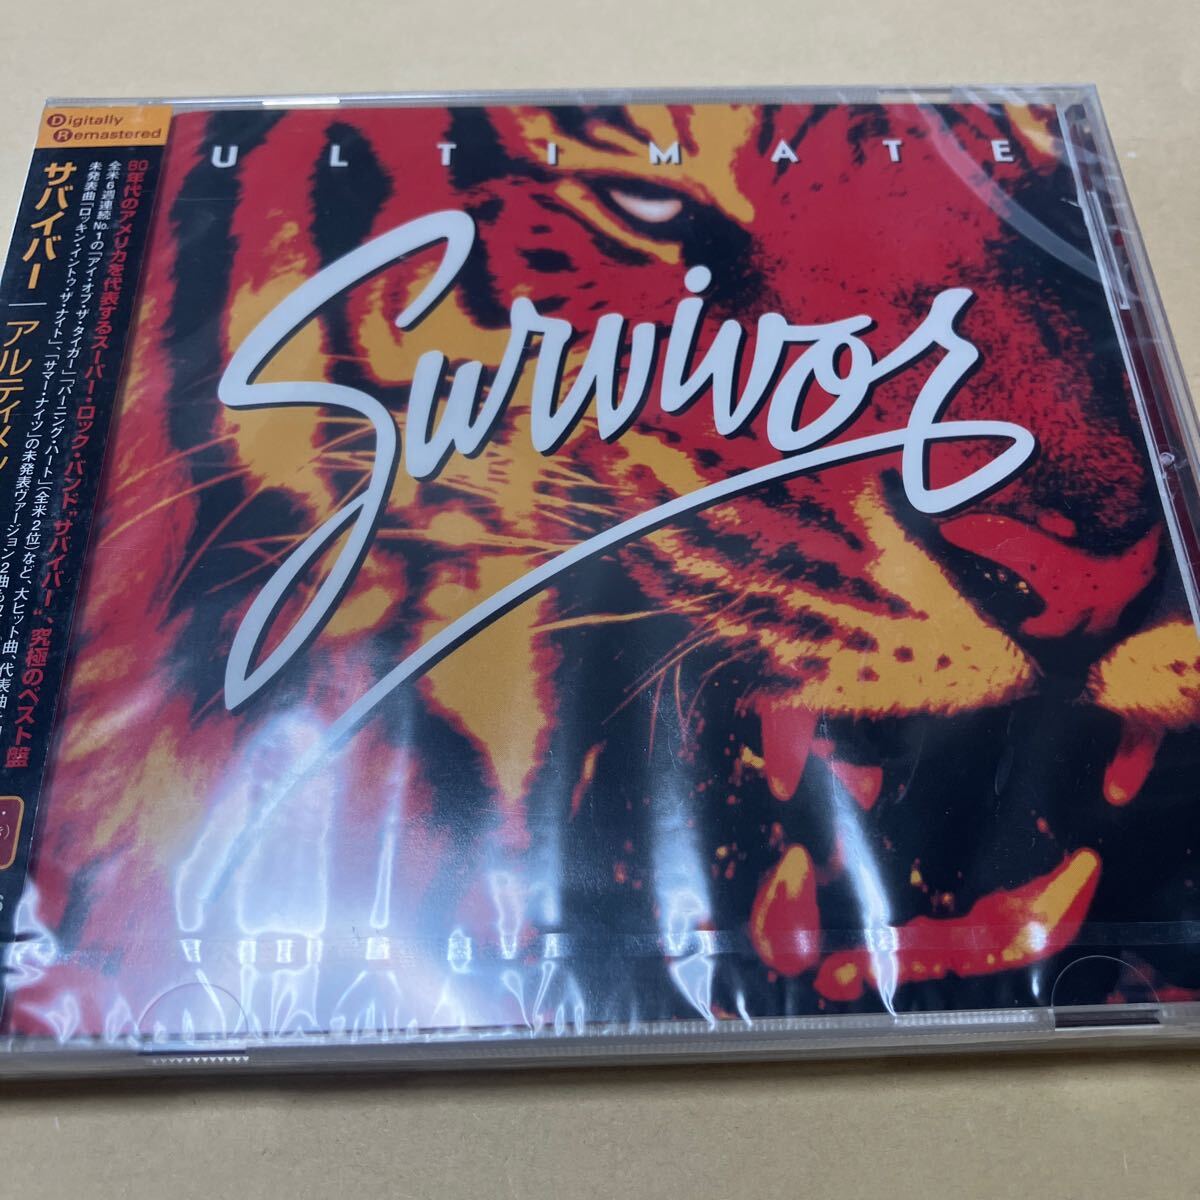 Digitally
Remastered
サバイバー
アルティメッ
80年代のアメリカを代表するスーパー・ロック・バンド"サバイバー"、究極のベスト盤
全米6週連続No.1の「アイ・オブ・ザ・タイガー」「バーニング・ハート」(全米2位)など、大ヒット曲、代表曲
未発表曲「ロッキン・イントゥ・ザ・ナイト」、「サマー・ナイツ」の未発表ヴァージョン2曲も
ULTIMATE
Survivor